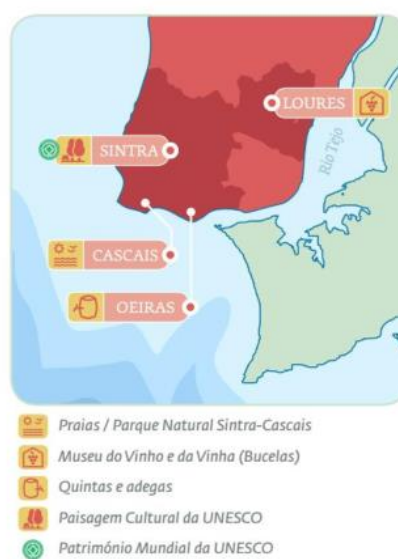 LOURES
Rio Tejo
SINTRA
CASCAIS
OEIRAS
Praias / Parque Natural Sintra-Cascais
Museu do Vinho e da Vinha (Bucelas)
Quintas e adegas
Paisagem Cultural da UNESCO
Património Mundial da UNESCO